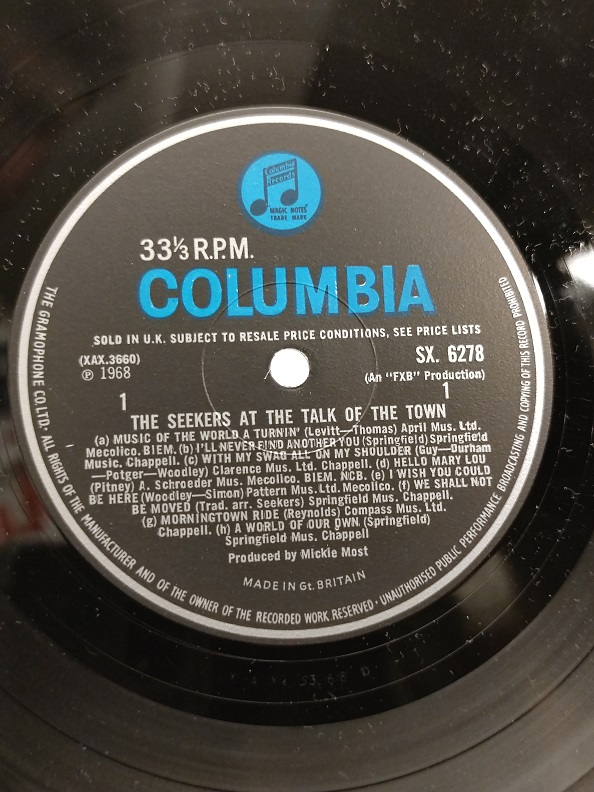 Columbia
Records
MAGIC NOTES
TRADE MARK
33⅓ R.P.M.
COLUMBIA
SOLD IN U.K. SUBJECT TO RESALE PRICE CONDITIONS, SEE PRICE LISTS
(XAX.3660)
SX. 6278
℗ 1968
(An "FXB" Production)
1
1
THE SEEKERS AT THE TALK OF THE TOWN
(a) MUSIC OF THE WORLD A TURNIN' (Levitt—Thomas) April Mus. Ltd.
Mecolico. BIEM. (b) I'LL NEVER FIND ANOTHER YOU (Springfield) Springfield
Music. Chappell. (c) WITH MY SWAG ALL ON MY SHOULDER (Guy—Durham
—Potger—Woodley) Clarence Mus. Ltd. Chappell. (d) HELLO MARY LOU
(Pitney) A. Schroeder Mus. Mecolico. BIEM. NCB. (e) I WISH YOU COULD
BE HERE (Woodley—Simon) Pattern Mus. Ltd. Mecolico. (f) WE SHALL NOT
BE MOVED (Trad. arr. Seekers) Springfield Mus. Chappell.
(g) MORNINGTOWN RIDE (Reynolds) Compass Mus. Ltd.
Chappell. (h) A WORLD OF OUR OWN (Springfield)
Springfield Mus. Chappell
Produced by Mickie Most
MADE IN Gt. BRITAIN
THE GRAMOPHONE CO. LTD · ALL RIGHTS OF THE MANUFACTURER AND OF THE OWNER OF THE RECORDED WORK RESERVED · UNAUTHORISED PUBLIC PERFORMANCE BROADCASTING AND COPYING OF THIS RECORD PROHIBITED